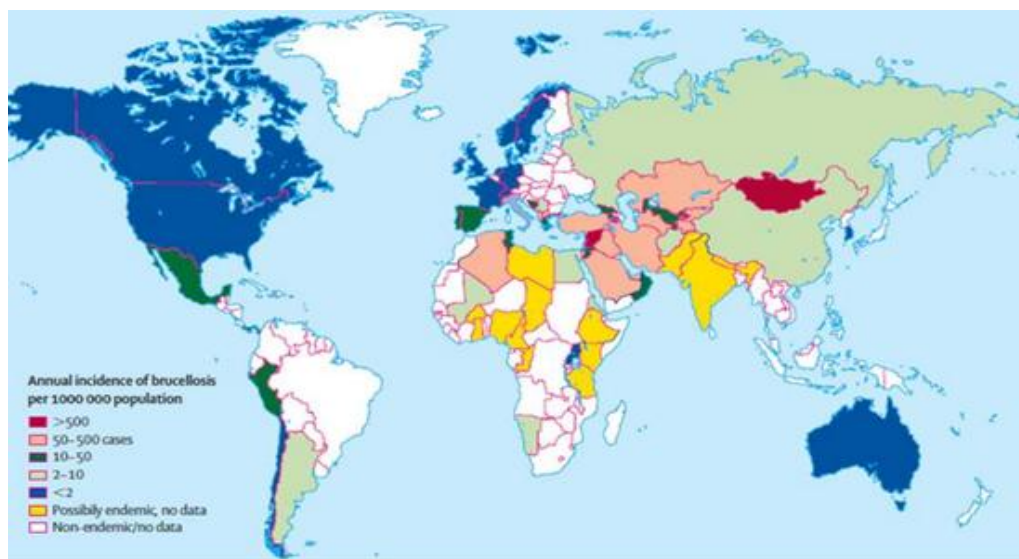 Annual incidence of brucellosis
per 1000 000 population
>500
50–500 cases
10–50
2–10
<2
Possibily endemic, no data
Non-endemic/no data